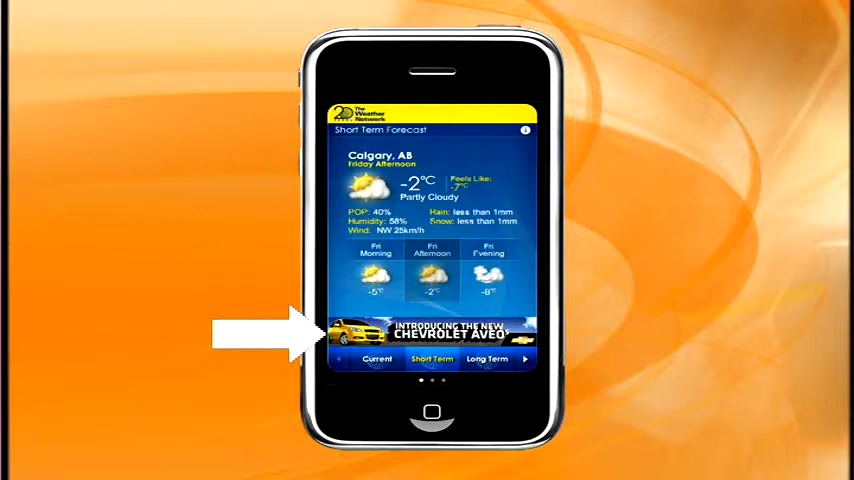 20 The
Weather
Network
Short Term Forecast
i
Calgary, AB
Friday Afternoon
-2°C
Feels Like:
-7°C
Partly Cloudy
POP: 40% Rain: less than 1mm
Humidity: 58% Snow: less than 1mm
Wind: NW 25km/h
Fri Fri Fri
Morning Afternoon Evening
-5°C -2°C -8°C
INTRODUCING THE NEW
CHEVROLET AVEO5
Current Short Term Long Term